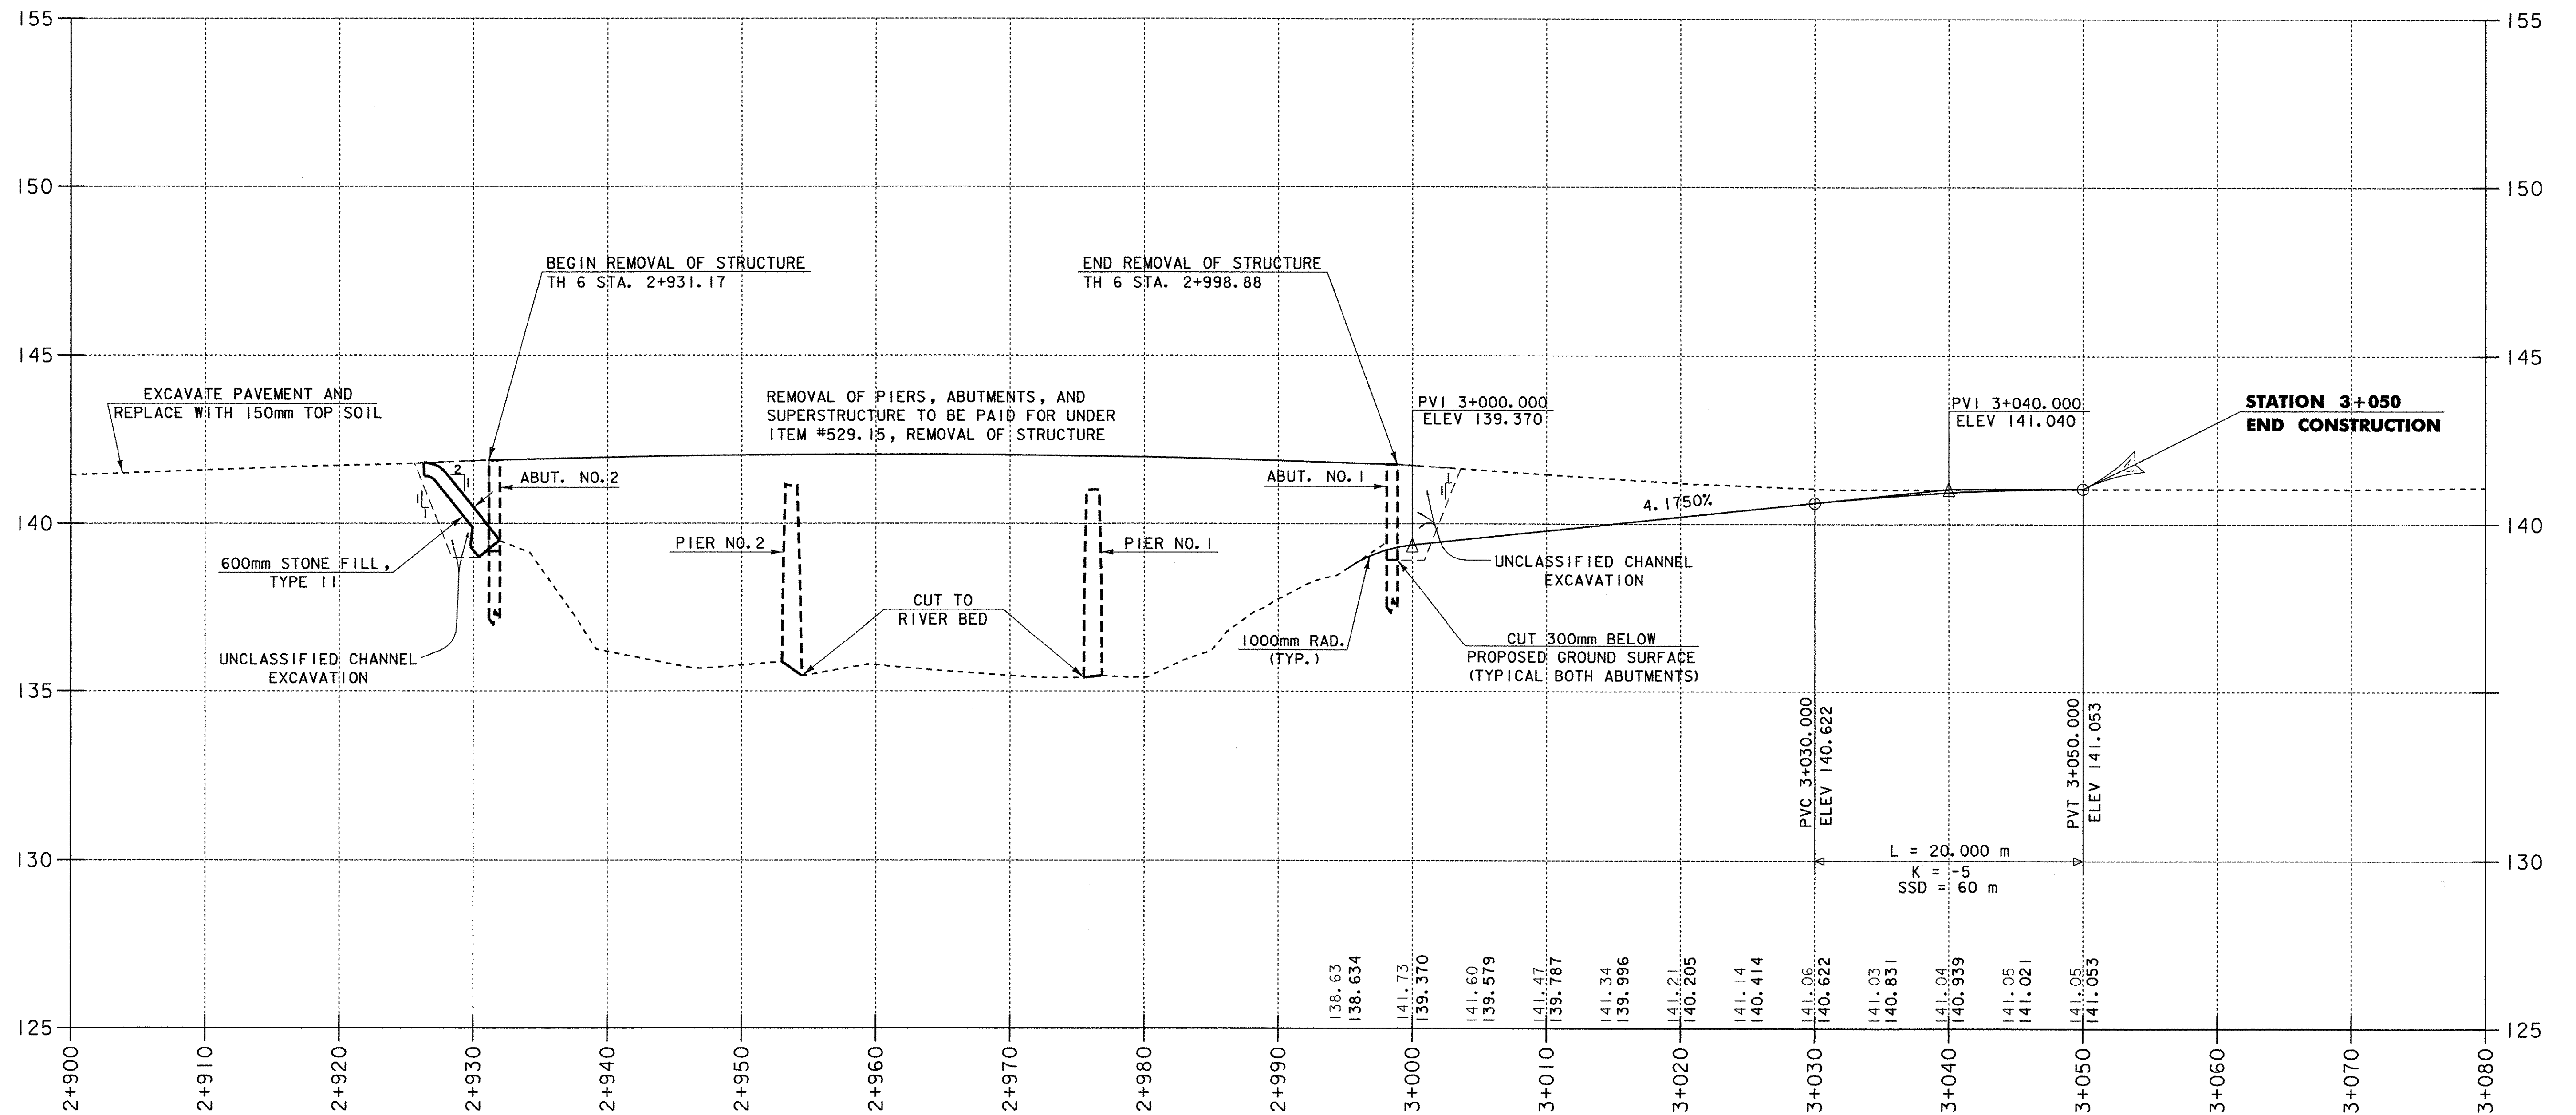 155
155
150
150
BEGIN REMOVAL OF STRUCTURE
TH 6 STA. 2+931.17
END REMOVAL OF STRUCTURE
TH 6 STA. 2+998.88
145
145
EXCAVATE PAVEMENT AND
REPLACE WITH 150mm TOP SOIL
REMOVAL OF PIERS, ABUTMENTS, AND
SUPERSTRUCTURE TO BE PAID FOR UNDER
ITEM #529.15, REMOVAL OF STRUCTURE
PVI 3+000.000
ELEV 139.370
PVI 3+040.000
ELEV 141.040
STATION 3+050
END CONSTRUCTION
2
1
1
1
ABUT. NO.2
ABUT. NO.1
1
1
4.1750%
140
140
PIER NO.2
PIER NO.1
600mm STONE FILL,
TYPE II
UNCLASSIFIED CHANNEL
EXCAVATION
CUT TO
RIVER BED
1000mm RAD.
(TYP.)
CUT 300mm BELOW
PROPOSED GROUND SURFACE
(TYPICAL BOTH ABUTMENTS)
UNCLASSIFIED CHANNEL
EXCAVATION
135
PVC 3+030.000
ELEV 140.622
PVT 3+050.000
ELEV 141.053
130
130
L = 20.000 m
K = -5
SSD = 60 m
138.63
138.634
141.73
139.370
141.60
139.579
141.47
139.787
141.34
139.996
141.21
140.205
141.14
140.414
141.06
140.622
141.03
140.831
141.04
140.939
141.05
141.021
141.05
141.053
125
125
2+900
2+910
2+920
2+930
2+940
2+950
2+960
2+970
2+980
2+990
3+000
3+010
3+020
3+030
3+040
3+050
3+060
3+070
3+080